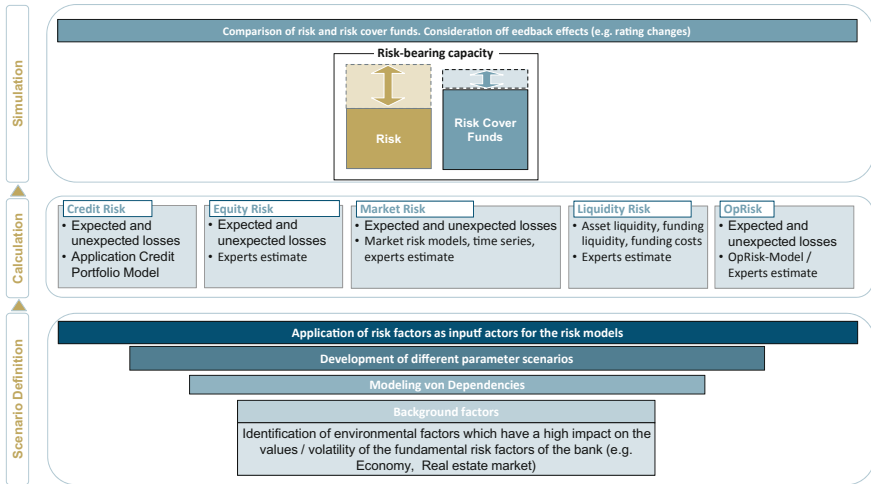 Simulation
Comparison of risk and risk cover funds. Consideration off eedback effects (e.g. rating changes)
Risk-bearing capacity
Risk
Risk Cover
Funds
Calculation
Credit Risk
• Expected and
unexpected losses
• Application Credit
Portfolio Model
Equity Risk
• Expected and
unexpected losses
• Experts estimate
Market Risk
• Expected and unexpected losses
• Market risk models, time series,
experts estimate
Liquidity Risk
• Asset liquidity, funding
liquidity, funding costs
• Experts estimate
OpRisk
• Expected and
unexpected losses
• OpRisk-Model /
Experts estimate
Scenario Definition
Application of risk factors as inputf actors for the risk models
Development of different parameter scenarios
Modeling von Dependencies
Background factors
Identification of environmental factors which have a high impact on the
values / volatility of the fundamental risk factors of the bank (e.g.
Economy, Real estate market)